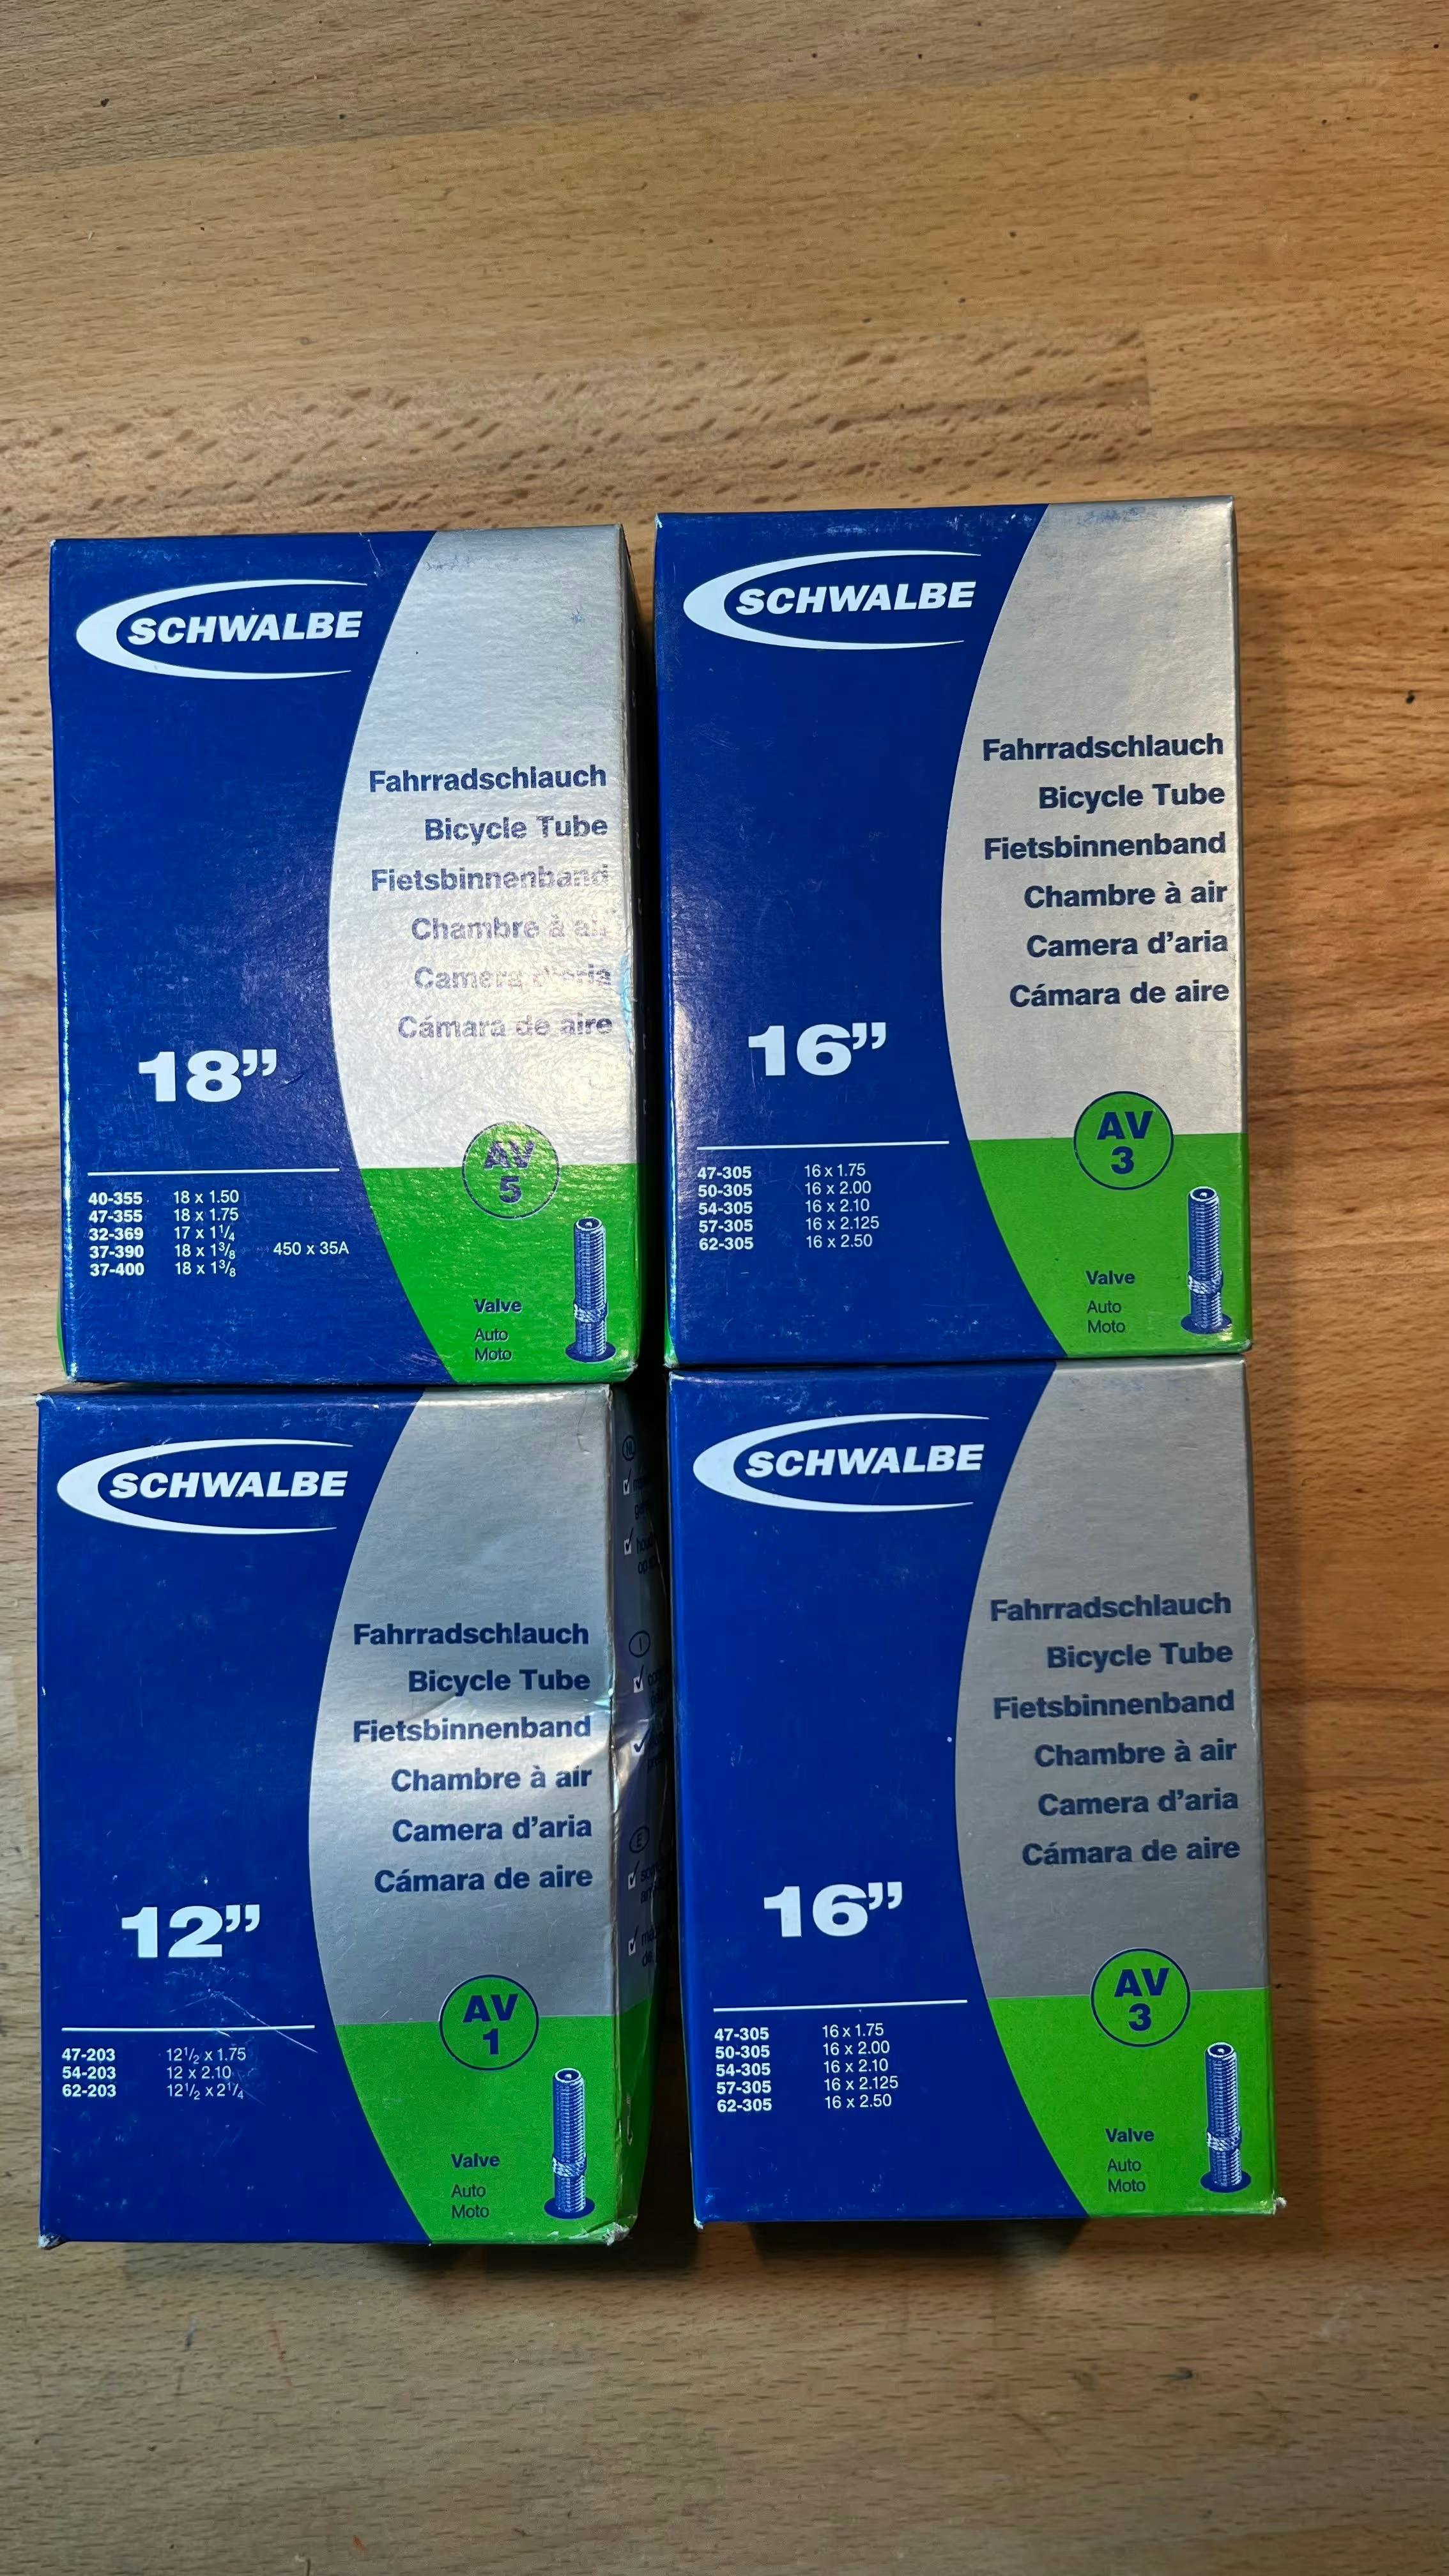 SCHWALBE
Fahrradschlauch
Bicycle Tube
Fietsbinnenband
Chambre à air
Camera d'aria
Cámara de aire
18”
AV
5
40-355 18 x 1.50
47-355 18 x 1.75
32-369 17 x 1¹/₄
37-390 18 x 1³/₈ 450 x 35A
37-400 18 x 1³/₈
Valve
Auto
Moto
SCHWALBE
Fahrradschlauch
Bicycle Tube
Fietsbinnenband
Chambre à air
Camera d’aria
Cámara de aire
16”
AV
3
47-305 16 x 1.75
50-305 16 x 2.00
54-305 16 x 2.10
57-305 16 x 2.125
62-305 16 x 2.50
Valve
Auto
Moto
SCHWALBE
Fahrradschlauch
Bicycle Tube
Fietsbinnenband
Chambre à air
Camera d’aria
Cámara de aire
12”
AV
1
47-203 12¹/₂ x 1.75
54-203 12 x 2.10
62-203 12¹/₂ x 2¹/₄
Valve
Auto
Moto
NL
I
E
SCHWALBE
Fahrradschlauch
Bicycle Tube
Fietsbinnenband
Chambre à air
Camera d’aria
Cámara de aire
16”
AV
3
47-305 16 x 1.75
50-305 16 x 2.00
54-305 16 x 2.10
57-305 16 x 2.125
62-305 16 x 2.50
Valve
Auto
Moto